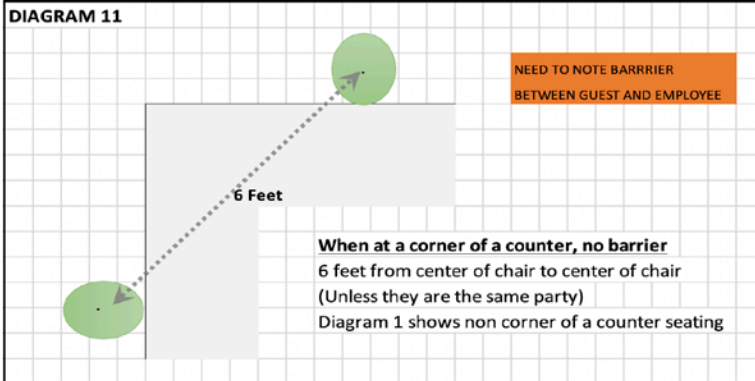 DIAGRAM 11
NEED TO NOTE BARRRIER
BETWEEN GUEST AND EMPLOYEE
6 Feet
When at a corner of a counter, no barrier
6 feet from center of chair to center of chair
(Unless they are the same party)
Diagram 1 shows non corner of a counter seating